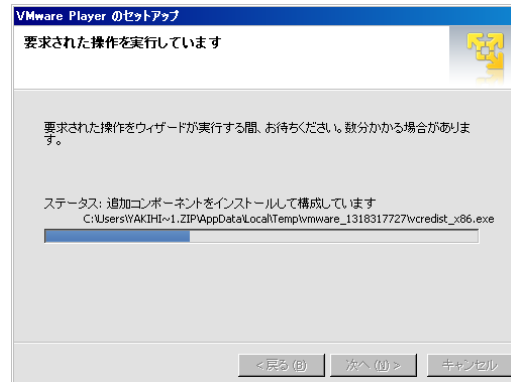 VMware Player のセットアップ
要求された操作を実行しています
要求された操作をウィザードが実行する間、お待ちください。数分かかる場合がありま
す。
ステータス: 追加コンポーネントをインストールして構成しています
C:\Users\AKIHI~1.ZIP\AppData\Local\Temp\vmware_1318317727\vcredist_x86.exe
< 戻る (B)
次へ (N) >
キャンセル